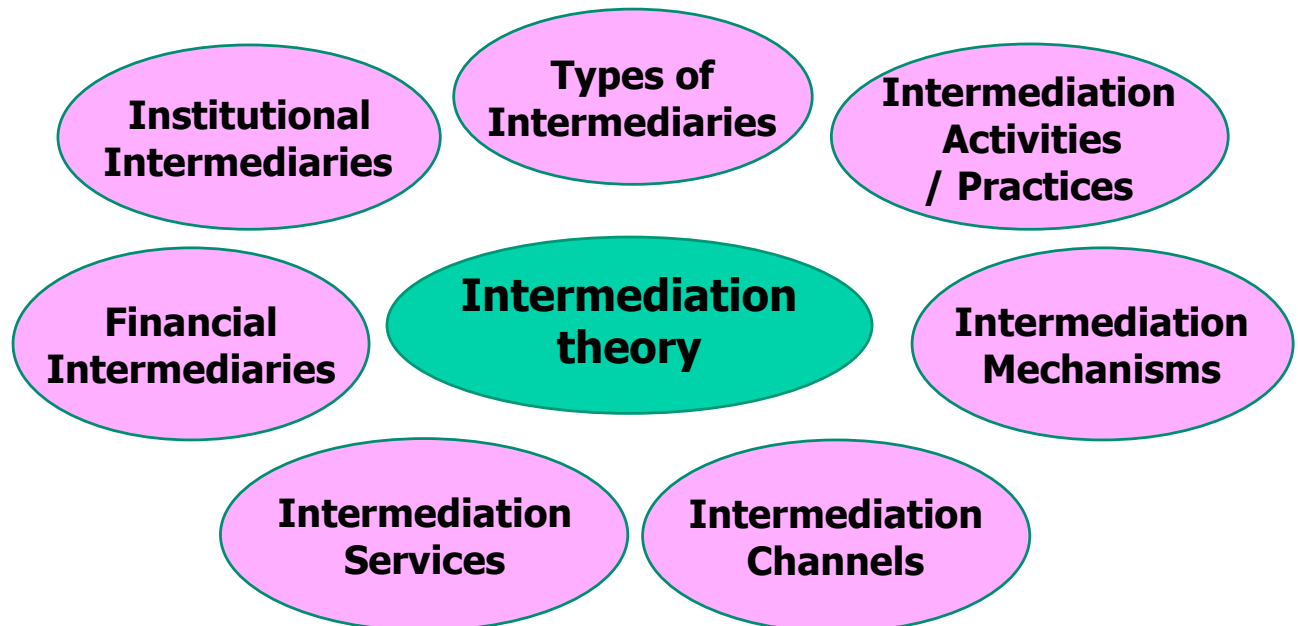 Types of
Intermediaries
Institutional
Intermediaries
Intermediation
Activities
/ Practices
Financial
Intermediaries
Intermediation
theory
Intermediation
Mechanisms
Intermediation
Services
Intermediation
Channels